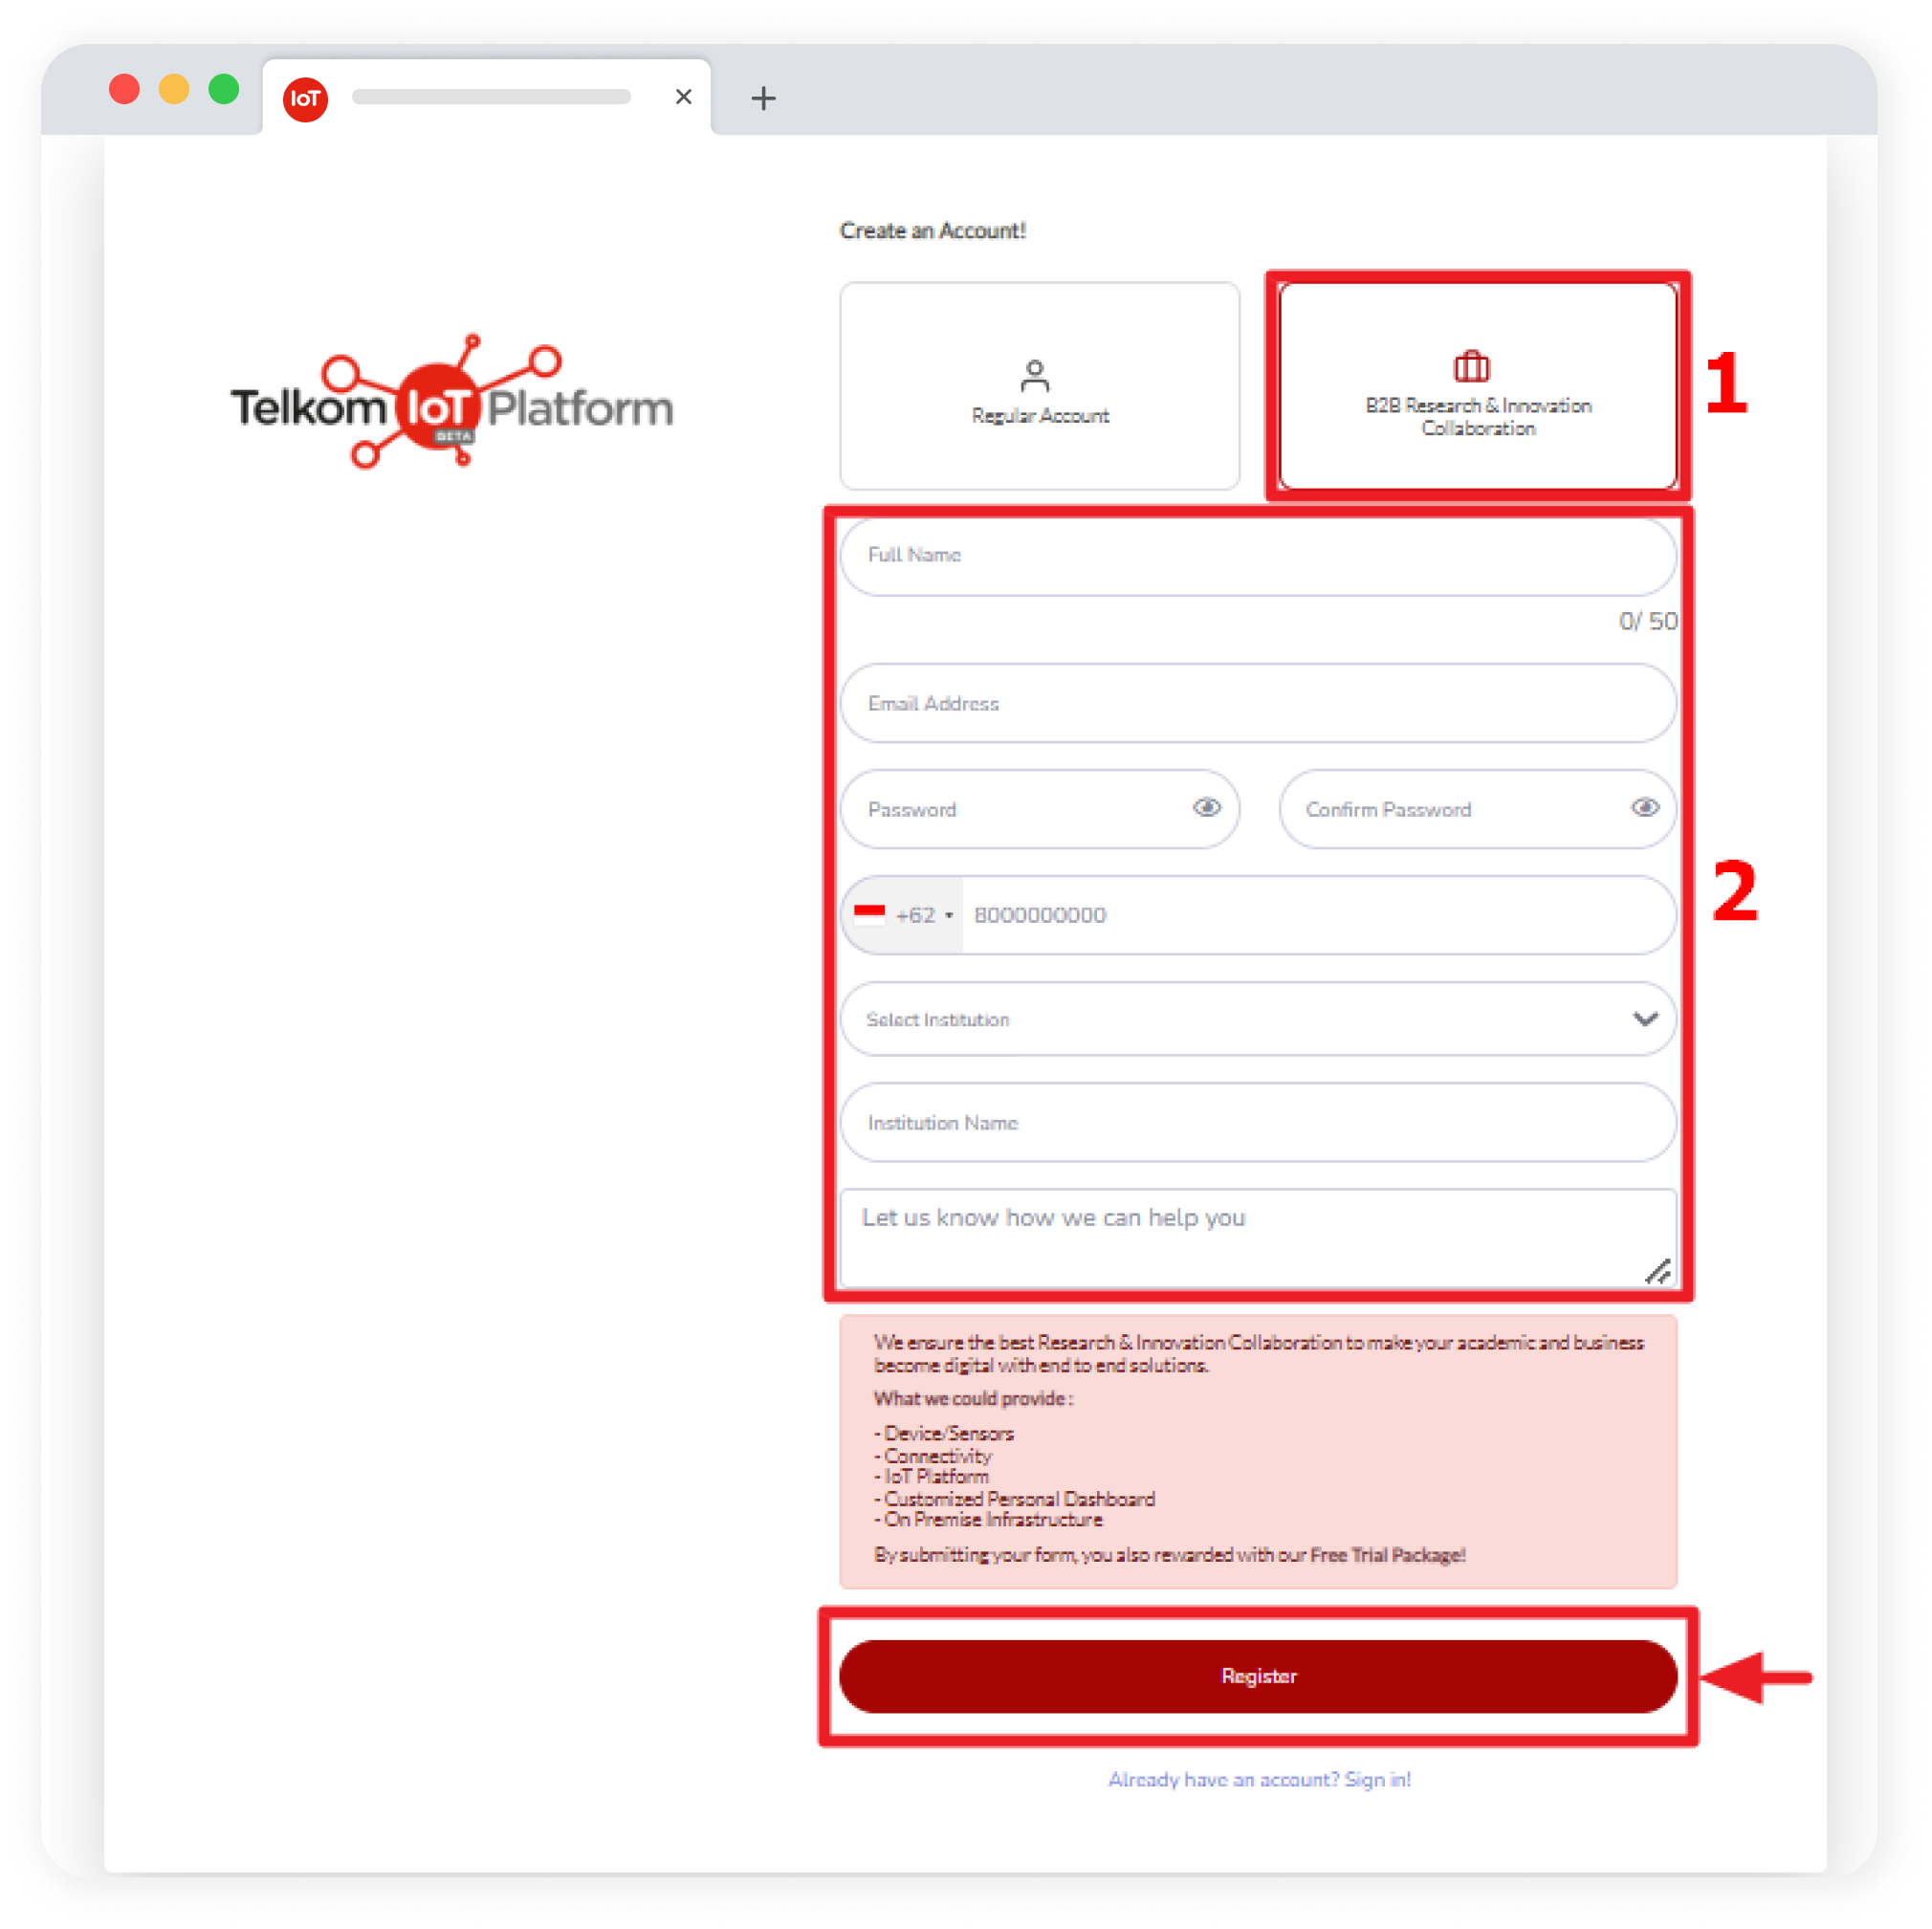 IoT
Create an Account!
Telkom IoT Platform
BETA
Regular Account
B2B Research & Innovation
Collaboration
1
Full Name
0/ 50
Email Address
Password
Confirm Password
2
+62
8000000000
Select Institution
Institution Name
Let us know how we can help you
We ensure the best Research & Innovation Collaboration to make your academic and business
become digital with end to end solutions.
What we could provide :
- Device/Sensors
- Connectivity
- IoT Platform
- Customized Personal Dashboard
- On Premise Infrastructure
By submitting your form, you also rewarded with our Free Trial Package!
Register
Already have an account? Sign in!